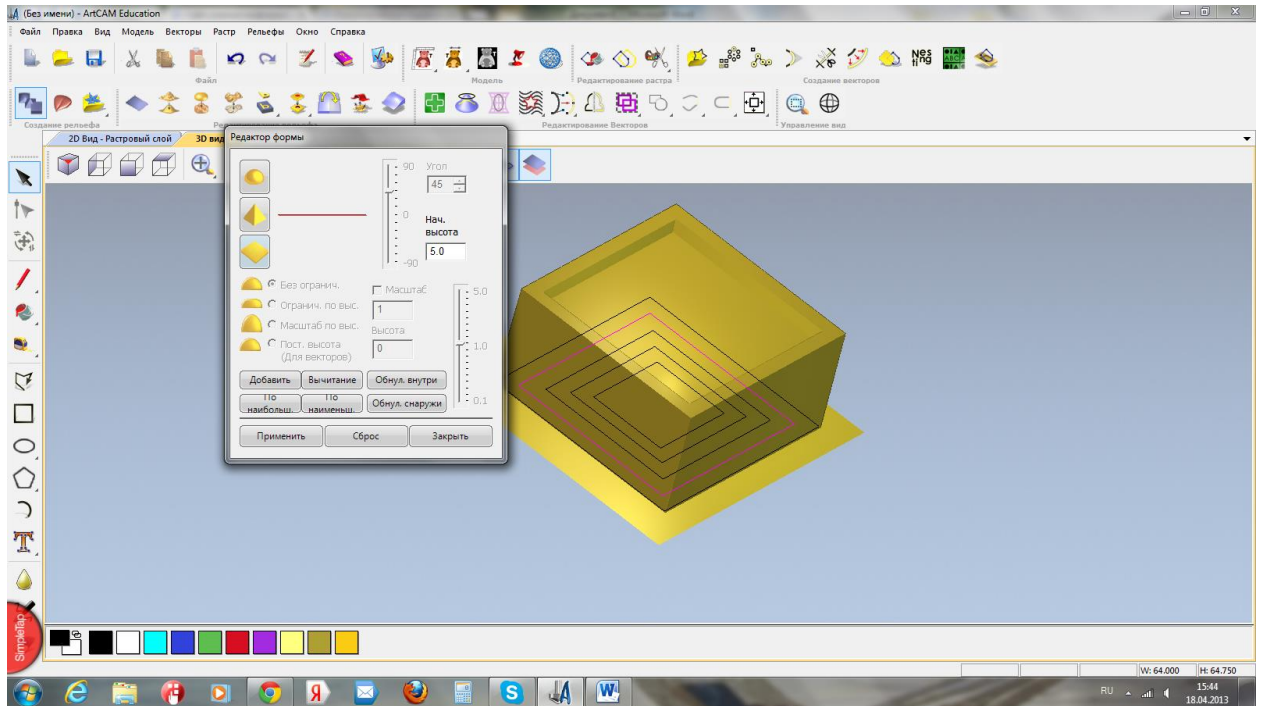 (Без имени) - ArtCAM Education
Файл Правка Вид Модель Векторы Растр Рельефы Окно Справка
Файл Модель Редактирование растра Создание векторов
Nes ting
Создание рельефа Редактирование Векторов Управление вид
2D Вид - Растровый слой 3D вид
Редактор формы
90 Угол
45
0 Нач. высота
5.0
-90
Без огранич. Масштаб 5.0
Огранич. по выс. 1
Масштаб по выс. Высота
Пост. высота (Для векторов) 0 1.0
Добавить Вычитание Обнул. внутри
По наибольш. По наименьш. Обнул. снаружи 0.1
Применить Сброс Закрыть
SimpleTap
W: 64.000 H: 64.750
RU 15:44
18.04.2013